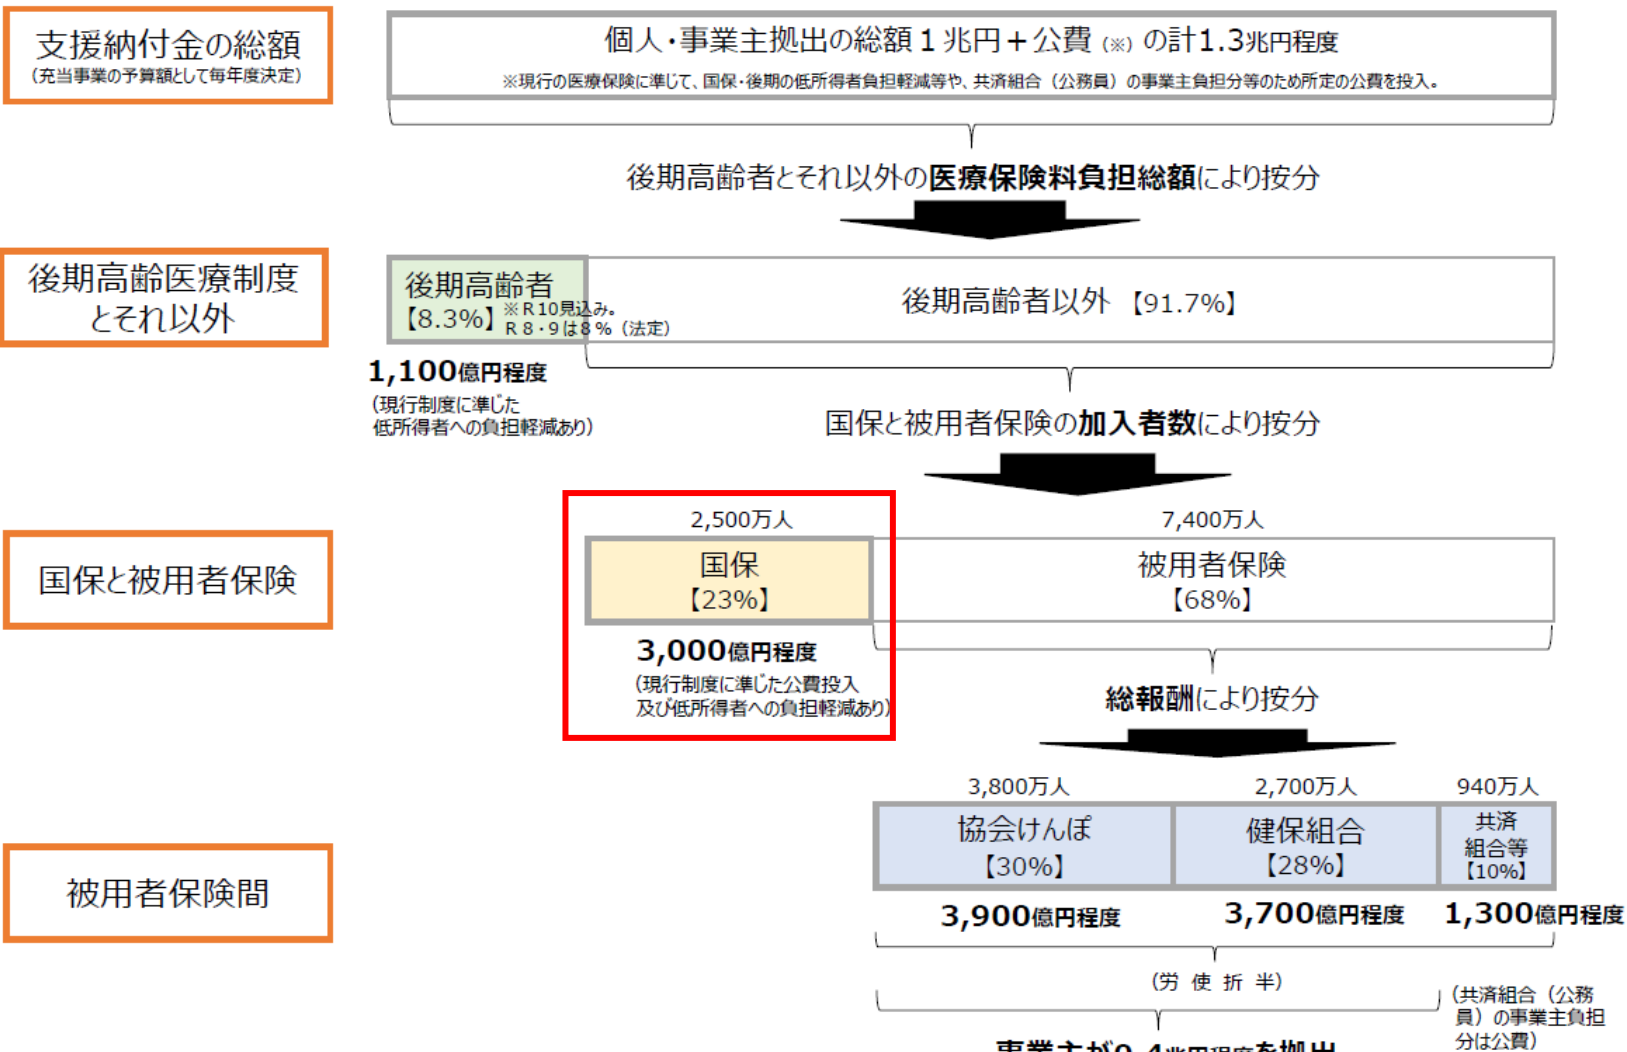 支援納付金の総額
（充当事業の予算額として毎年度決定）
個人・事業主拠出の総額１兆円＋公費（※）の計1.3兆円程度
※現行の医療保険に準じて、国保・後期の低所得者負担軽減等や、共済組合（公務員）の事業主負担分等のため所定の公費を投入。
後期高齢者とそれ以外の医療保険料負担総額により按分
後期高齢医療制度
とそれ以外
後期高齢者
【8.3%】
※Ｒ10見込み。
Ｒ８・９は８％（法定）
後期高齢者以外 【91.7%】
1,100億円程度
（現行制度に準じた
低所得者への負担軽減あり）
国保と被用者保険の加入者数により按分
国保と被用者保険
2,500万人
国保
【23%】
3,000億円程度
（現行制度に準じた公費投入
及び低所得者への負担軽減あり）
7,400万人
被用者保険
【68%】
総報酬により按分
被用者保険間
3,800万人
協会けんぽ
【30%】
3,900億円程度
2,700万人
健保組合
【28%】
3,700億円程度
940万人
共済
組合等
【10%】
1,300億円程度
（労 使 折 半）
（共済組合（公務
員）の事業主負担
分は公費）
事業主が0.4兆円程度を拠出